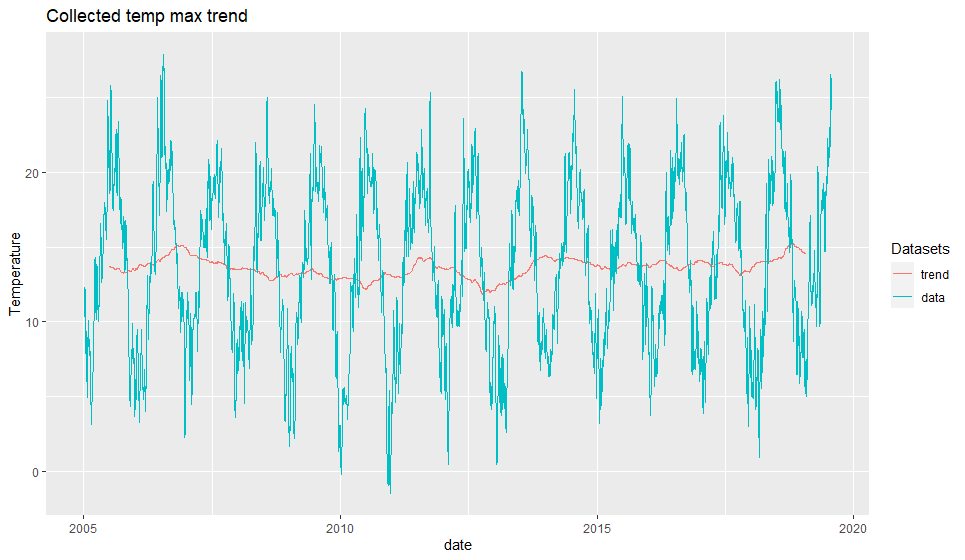 Collected temp max trend
Temperature
20
10
0
2005
2010
2015
2020
date
Datasets
trend
data